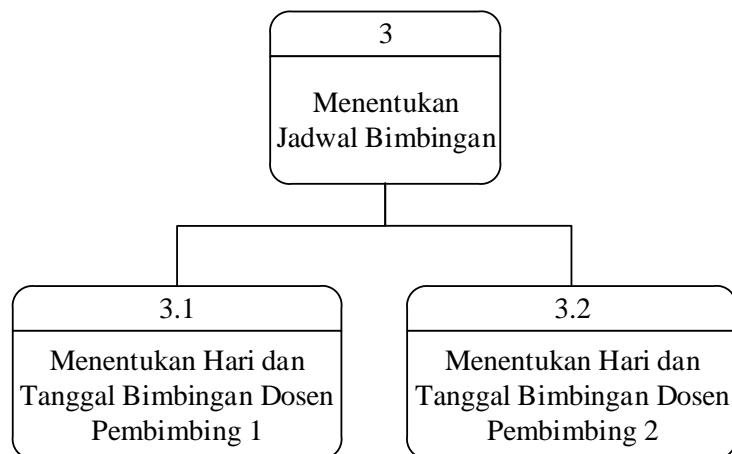 3
Menentukan
Jadwal Bimbingan
3.1
Menentukan Hari dan
Tanggal Bimbingan Dosen
Pembimbing 1
3.2
Menentukan Hari dan
Tanggal Bimbingan Dosen
Pembimbing 2